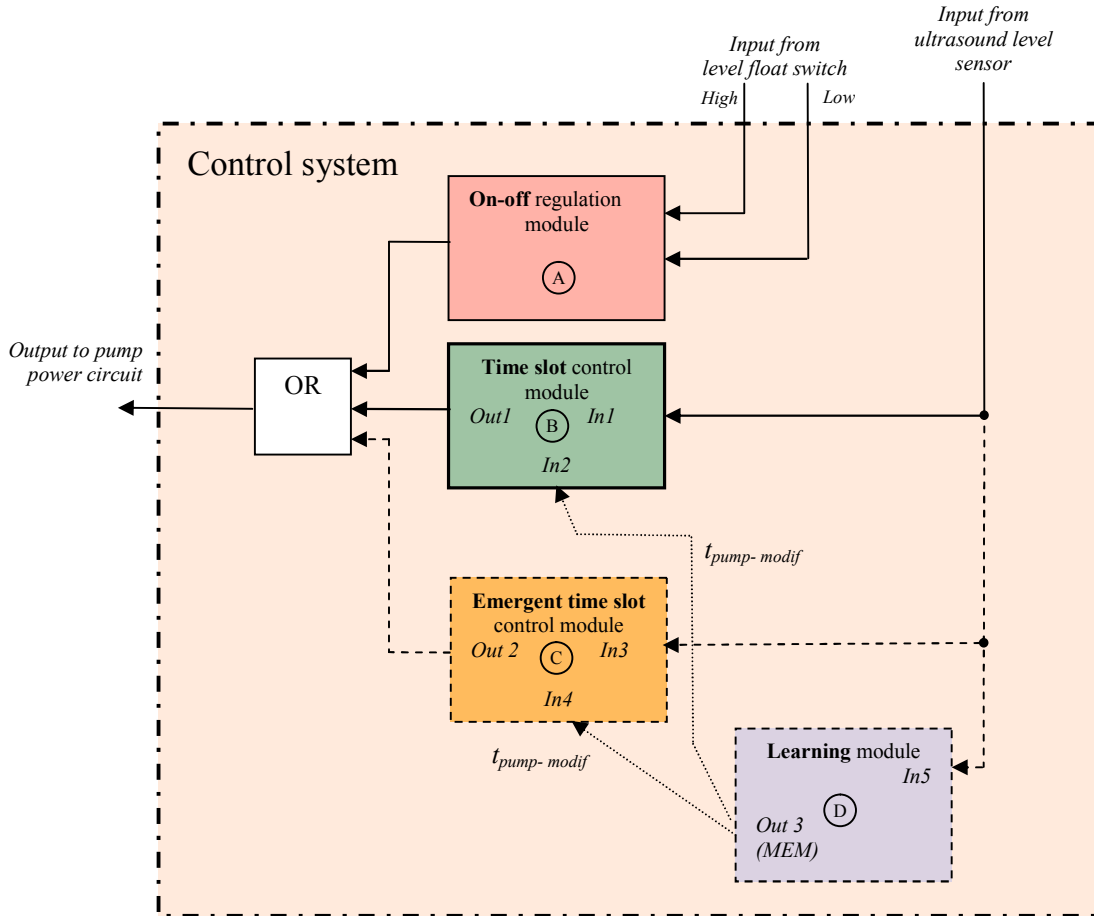 Input from
ultrasound level
sensor
Input from
level float switch
High
Low
Control system
On-off regulation
module
A
Output to pump
power circuit
OR
Time slot control
module
Out1
B
In1
In2
t pump- modif
Emergent time slot
control module
Out 2
C
In3
In4
t pump- modif
Learning module
In5
D
Out 3
(MEM)